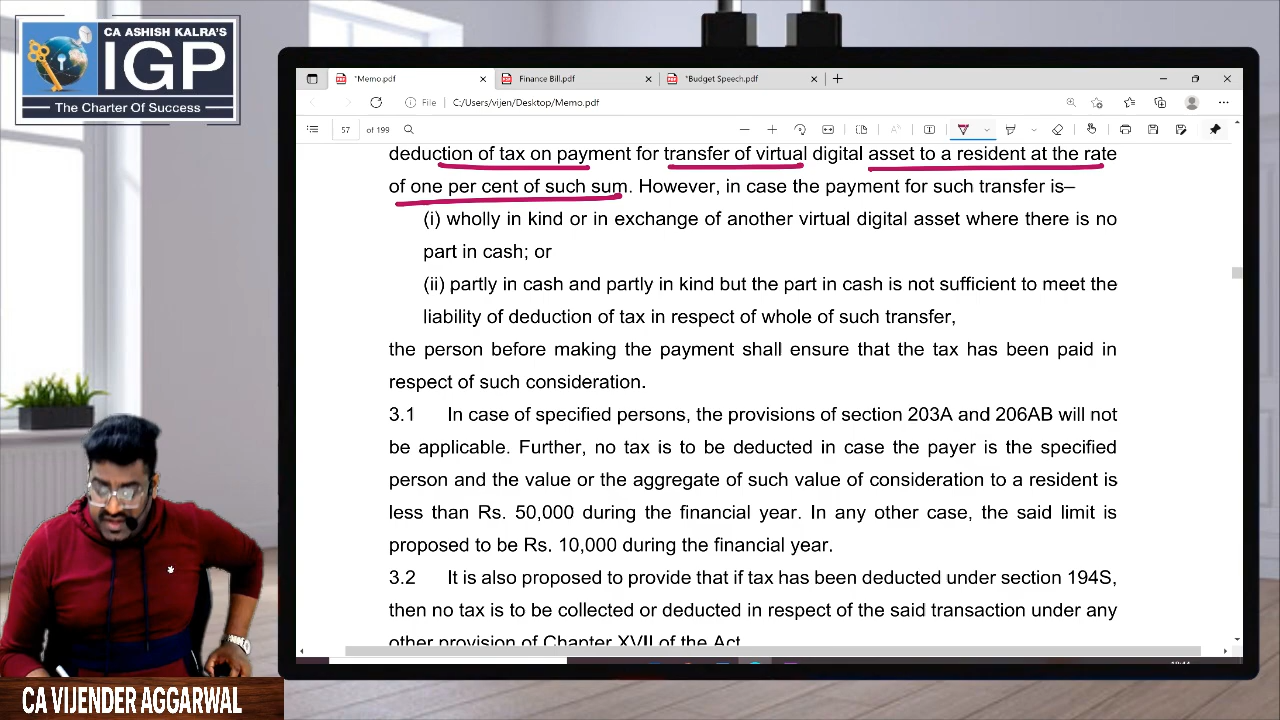 CA ASHISH KALRA'S
IGP
The Charter Of Success
*Memo.pdf
Finance Bill.pdf
*Budget Speech.pdf
File
C:/Users/vijen/Desktop/Memo.pdf
57 of 199
deduction of tax on payment for transfer of virtual digital asset to a resident at the rate
of one per cent of such sum. However, in case the payment for such transfer is–
(i) wholly in kind or in exchange of another virtual digital asset where there is no
part in cash; or
(ii) partly in cash and partly in kind but the part in cash is not sufficient to meet the
liability of deduction of tax in respect of whole of such transfer,
the person before making the payment shall ensure that the tax has been paid in
respect of such consideration.
3.1 In case of specified persons, the provisions of section 203A and 206AB will not
be applicable. Further, no tax is to be deducted in case the payer is the specified
person and the value or the aggregate of such value of consideration to a resident is
less than Rs. 50,000 during the financial year. In any other case, the said limit is
proposed to be Rs. 10,000 during the financial year.
3.2 It is also proposed to provide that if tax has been deducted under section 194S,
then no tax is to be collected or deducted in respect of the said transaction under any
other provision of Chapter XVII of the Act
CA VIJENDER AGGARWAL